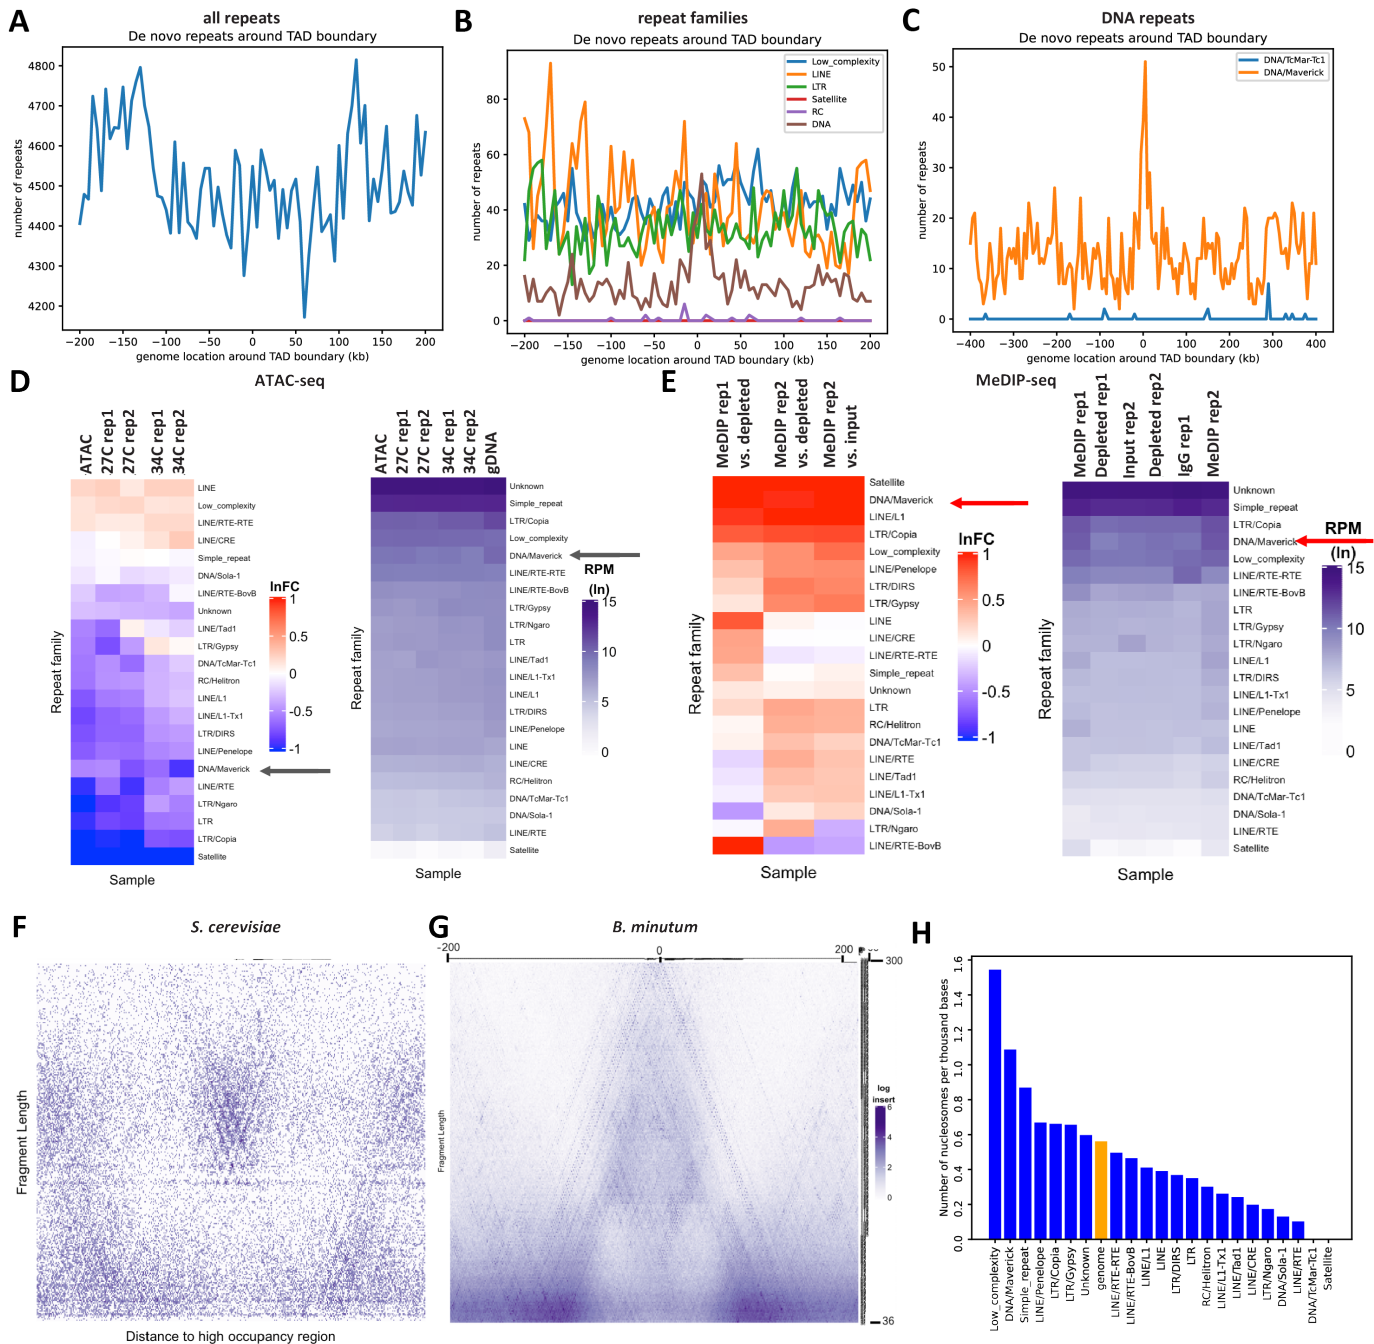 A
all repeats
De novo repeats around TAD boundary
number of repeats
4800
4700
4600
4500
4400
4300
4200
−200 −150 −100 −50 0 50 100 150 200
genome location around TAD boundary (kb)
B
repeat families
De novo repeats around TAD boundary
Low_complexity
LINE
LTR
Satellite
RC
DNA
number of repeats
80
60
40
20
0
−200 −150 −100 −50 0 50 100 150 200
genome location around TAD boundary (kb)
C
DNA repeats
De novo repeats around TAD boundary
DNA/TcMar-Tc1
DNA/Maverick
number of repeats
50
40
30
20
10
0
−400 −300 −200 −100 0 100 200 300 400
genome location around TAD boundary (kb)
D
ATAC-seq
ATAC
27C rep1
27C rep2
34C rep1
34C rep2
LINE
Low_complexity
LINE/RTE-RTE
LINE/CRE
Simple_repeat
DNA/Sola-1
LINE/RTE-BovB
Unknown
LINE/Tad1
LTR/Gypsy
DNA/TcMar-Tc1
RC/Helitron
LINE/L1
LINE/L1-Tx1
LTR/DIRS
LINE/Penelope
DNA/Maverick
LINE/RTE
LTR/Ngaro
LTR
LTR/Copia
Satellite
Repeat family
Sample
lnFC
1
0.5
0
-0.5
-1
ATAC
27C rep1
27C rep2
34C rep1
34C rep2
gDNA
Unknown
Simple_repeat
LTR/Copia
Low_complexity
DNA/Maverick
LINE/RTE-RTE
LINE/RTE-BovB
LTR/Gypsy
LTR/Ngaro
LTR
LINE/Tad1
LINE/L1-Tx1
LINE/L1
LTR/DIRS
LINE/Penelope
LINE
LINE/CRE
RC/Helitron
DNA/TcMar-Tc1
DNA/Sola-1
LINE/RTE
Satellite
Repeat family
Sample
RPM
(ln)
15
10
5
0
E
MeDIP-seq
MeDIP rep1
vs. depleted
MeDIP rep2
vs. depleted
MeDIP rep2
vs. input
Satellite
DNA/Maverick
LINE/L1
LTR/Copia
Low_complexity
LINE/Penelope
LTR/DIRS
LTR/Gypsy
LINE
LINE/CRE
LINE/RTE-RTE
Simple_repeat
Unknown
LTR
RC/Helitron
DNA/TcMar-Tc1
LINE/RTE
LINE/Tad1
LINE/L1-Tx1
DNA/Sola-1
LTR/Ngaro
LINE/RTE-BovB
Repeat family
Sample
lnFC
1
0.5
0
-0.5
-1
MeDIP rep1
Depleted rep1
Input rep2
Depleted rep2
IgG rep1
MeDIP rep2
Unknown
Simple_repeat
LTR/Copia
DNA/Maverick
Low_complexity
LINE/RTE-RTE
LINE/RTE-BovB
LTR
LTR/Gypsy
LTR/Ngaro
LINE/L1
LTR/DIRS
LINE/L1-Tx1
LINE/Penelope
LINE
LINE/Tad1
LINE/CRE
RC/Helitron
DNA/TcMar-Tc1
DNA/Sola-1
LINE/RTE
Satellite
Repeat family
Sample
RPM
(ln)
15
10
5
0
F
S. cerevisiae
Fragment Length
Distance to high occupancy region
G
B. minutum
-200 0 200
300
36
Fragment Length
log
insert
6
4
2
0
H
Number of nucleosomes per thousand bases
1.6
1.4
1.2
1.0
0.8
0.6
0.4
0.2
0.0
Low_complexity
DNA/Maverick
Simple_repeat
LINE/Penelope
LTR/Copia
LTR/Gypsy
Unknown
genome
LINE/RTE-RTE
LINE/RTE-BovB
LINE/L1
LINE
LTR/DIRS
LTR
RC/Helitron
LINE/L1-Tx1
LINE/Tad1
LINE/CRE
LTR/Ngaro
DNA/Sola-1
LINE/RTE
DNA/TcMar-Tc1
Satellite